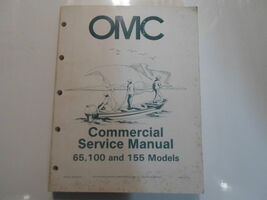 OMC
Commercial
Service Manual
65, 100 and 155 Models